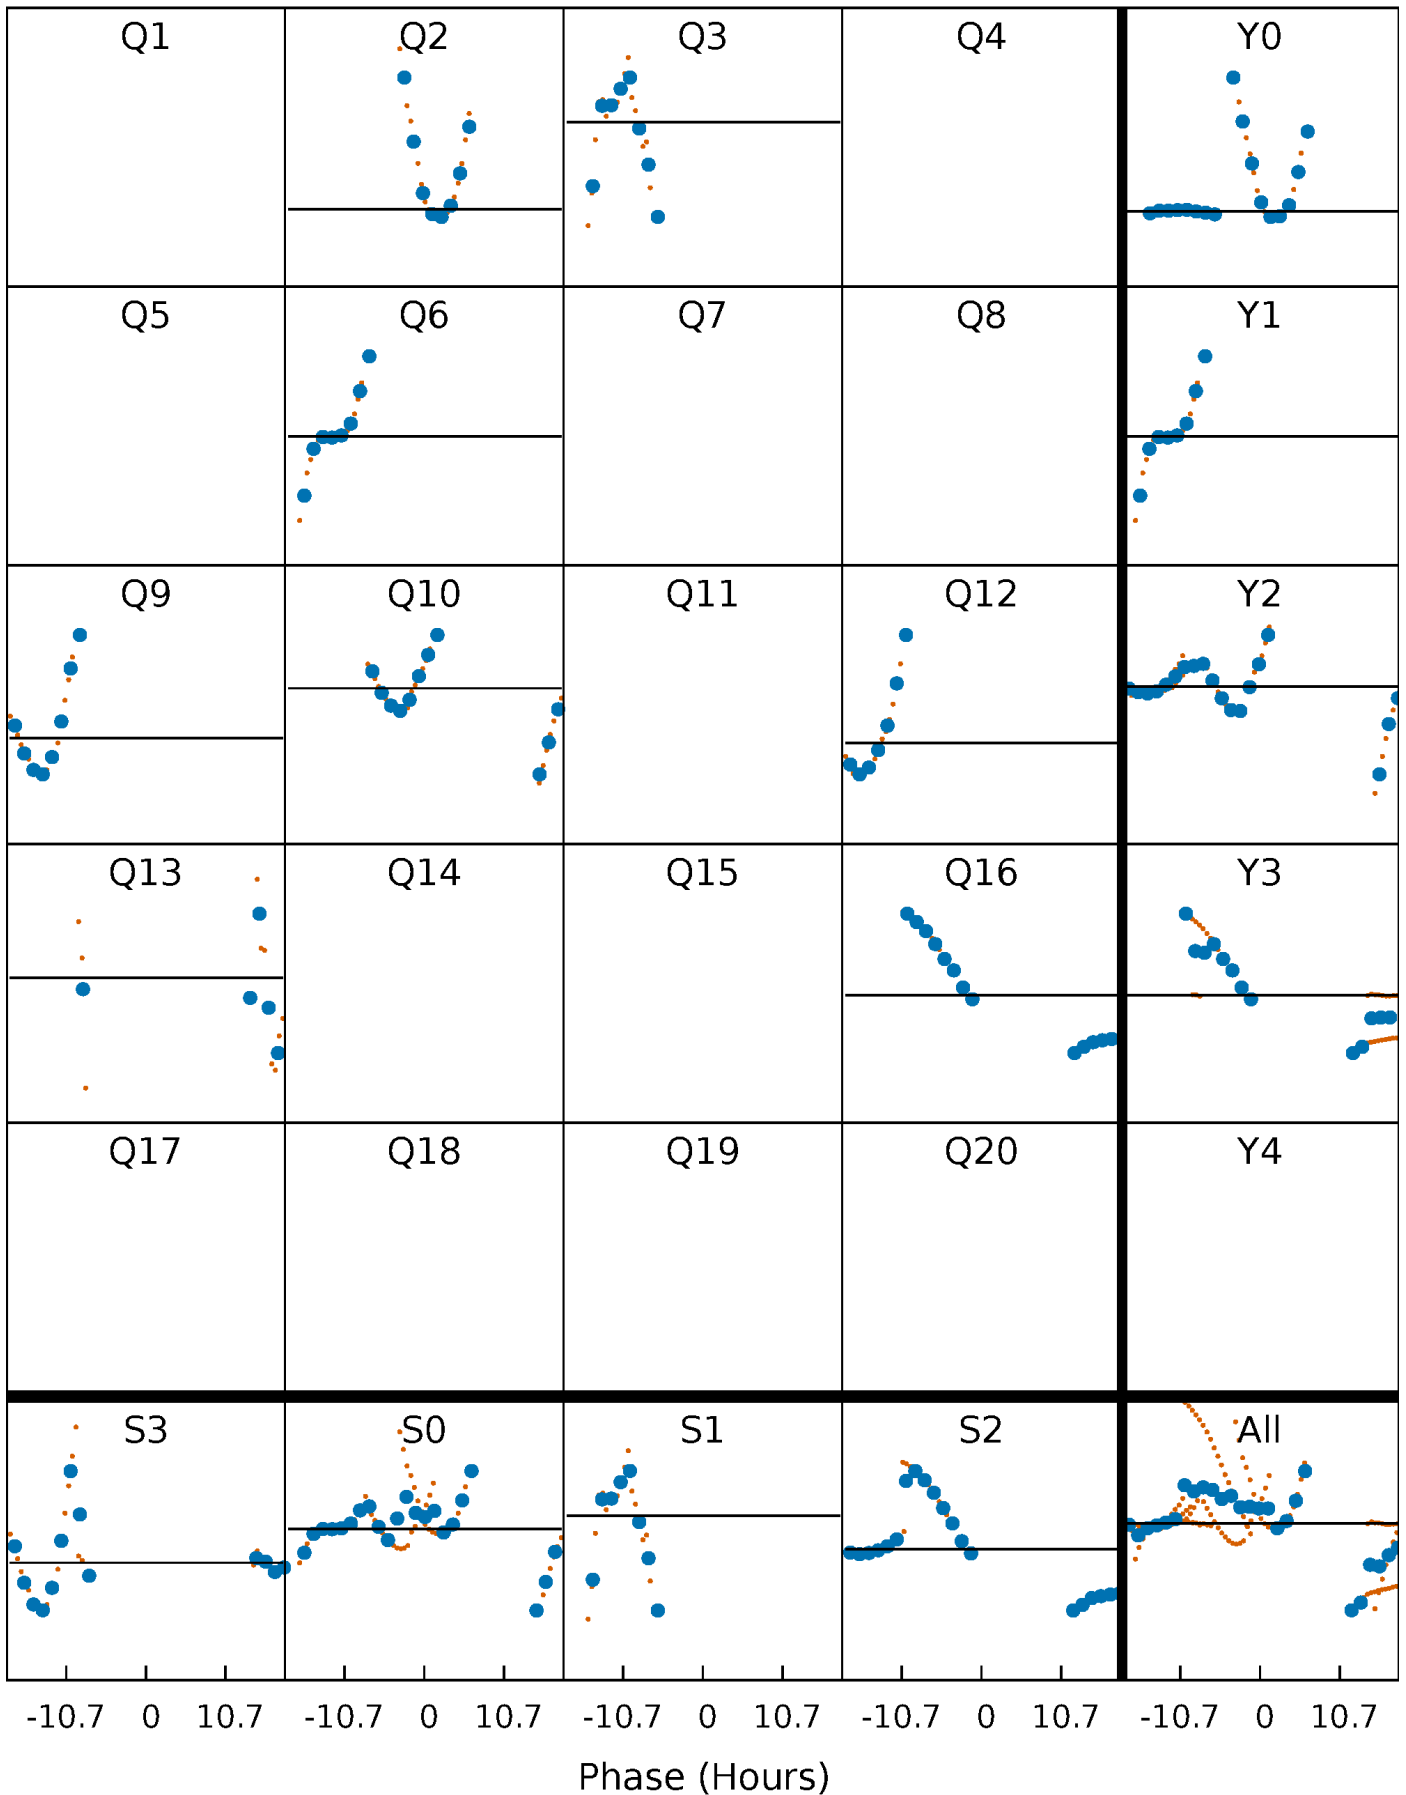 Q1 Q2 Q3 Q4 Y0
Q5 Q6 Q7 Q8 Y1
Q9 Q10 Q11 Q12 Y2
Q13 Q14 Q15 Q16 Y3
Q17 Q18 Q19 Q20 Y4
S3 S0 S1 S2 All
-10.7 0 10.7 -10.7 0 10.7 -10.7 0 10.7 -10.7 0 10.7 -10.7 0 10.7
Phase (Hours)